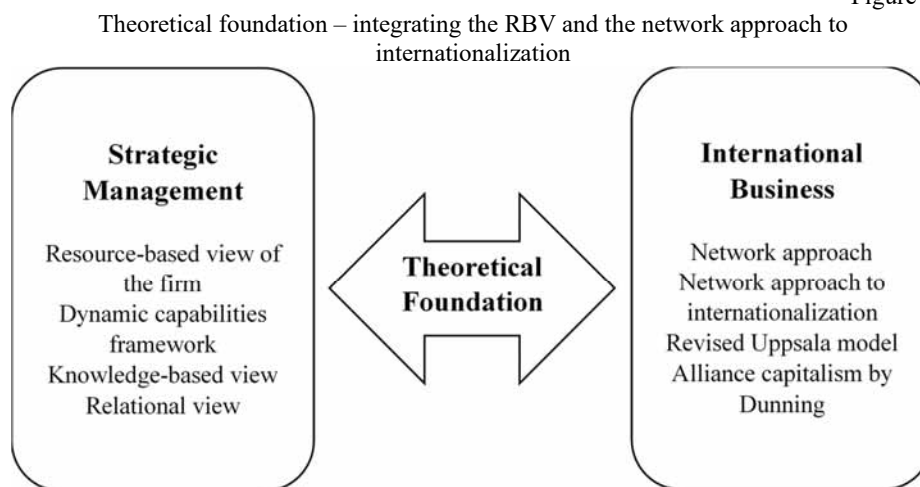 Figure
Theoretical foundation – integrating the RBV and the network approach to
internationalization
Strategic
Management
Resource-based view of
the firm
Dynamic capabilities
framework
Knowledge-based view
Relational view
Theoretical
Foundation
International
Business
Network approach
Network approach to
internationalization
Revised Uppsala model
Alliance capitalism by
Dunning